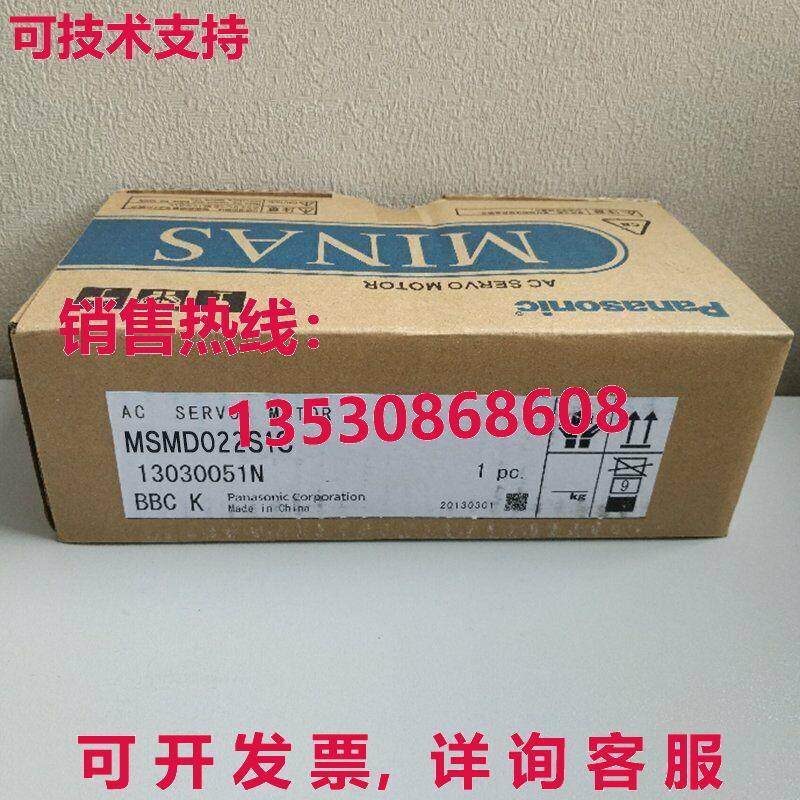 可技术支持
MINAS
AC SERVO MOTOR
Panasonic
销售热线:
13530868608
AC SERVO MOTOR
MSMD022S1S
13030051N
1 pc.
kg
9
BBC K Panasonic Corporation
Made in China
20130301
可开发票, 详询客服